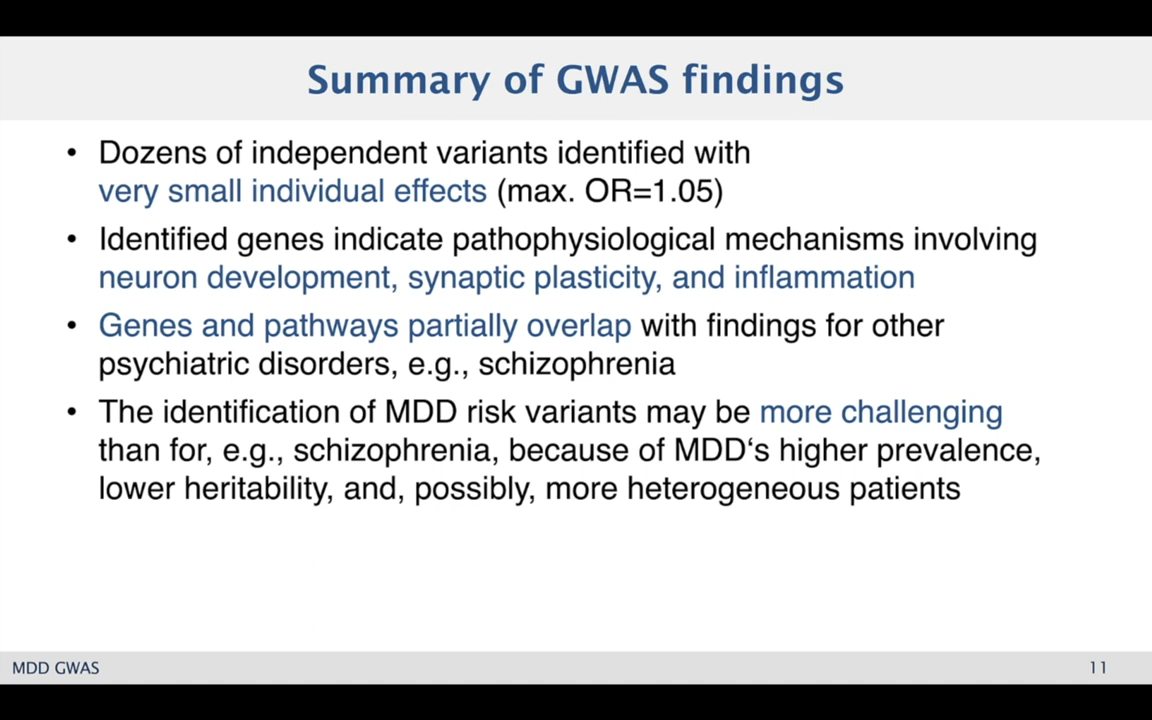 Summary of GWAS findings
• Dozens of independent variants identified with
very small individual effects (max. OR=1.05)
• Identified genes indicate pathophysiological mechanisms involving
neuron development, synaptic plasticity, and inflammation
• Genes and pathways partially overlap with findings for other
psychiatric disorders, e.g., schizophrenia
• The identification of MDD risk variants may be more challenging
than for, e.g., schizophrenia, because of MDD‘s higher prevalence,
lower heritability, and, possibly, more heterogeneous patients
MDD GWAS
11